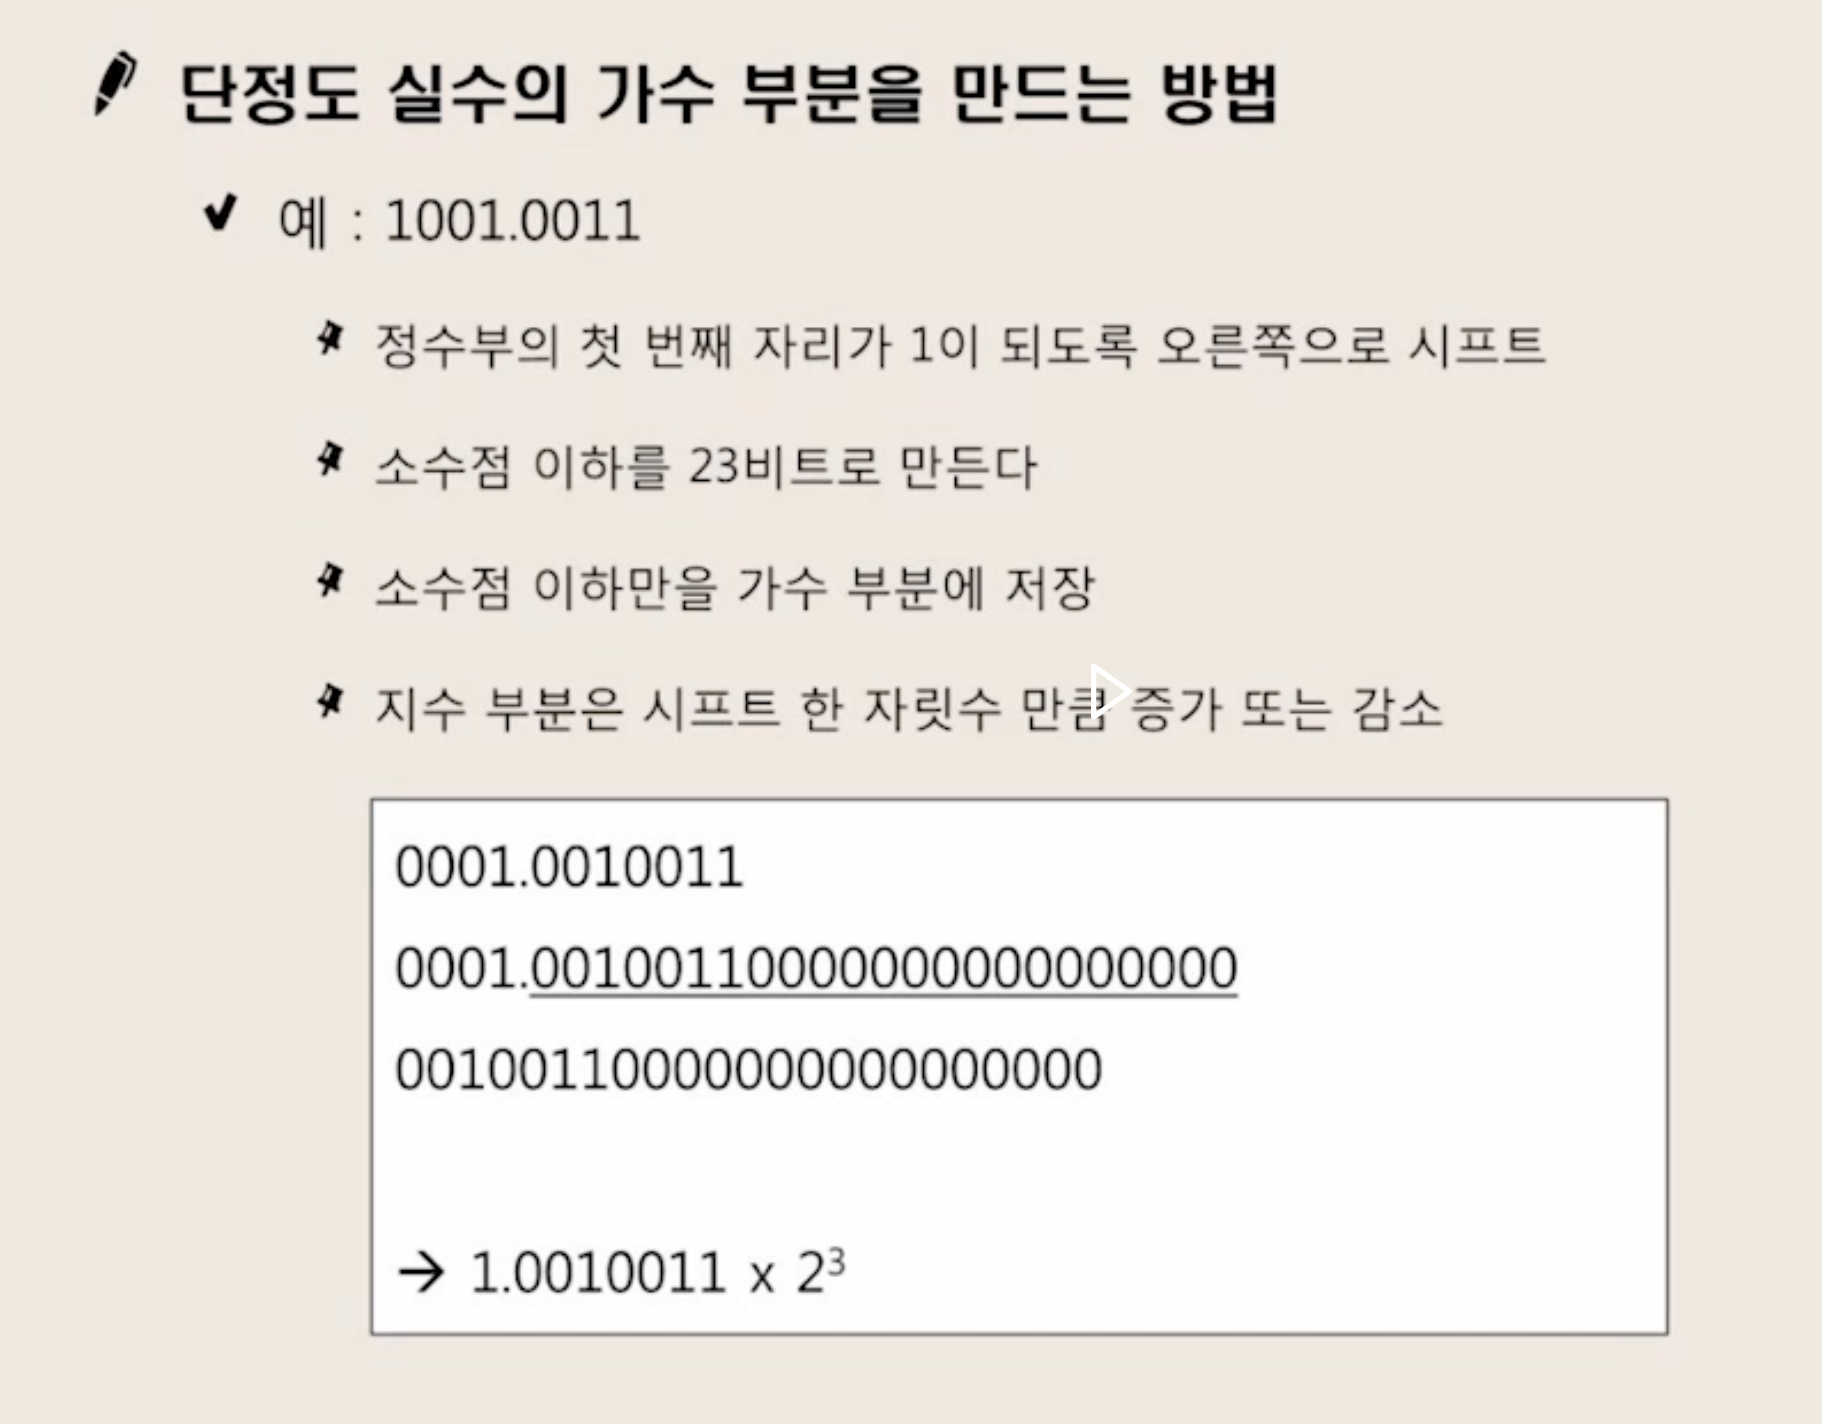 단정도 실수의 가수 부분을 만드는 방법
예 : 1001.0011
정수부의 첫 번째 자리가 1이 되도록 오른쪽으로 시프트
소수점 이하를 23비트로 만든다
소수점 이하만을 가수 부분에 저장
지수 부분은 시프트 한 자릿수 만큼 증가 또는 감소
0001.0010011
0001.00100110000000000000000
00100110000000000000000
→ 1.0010011 x 2³